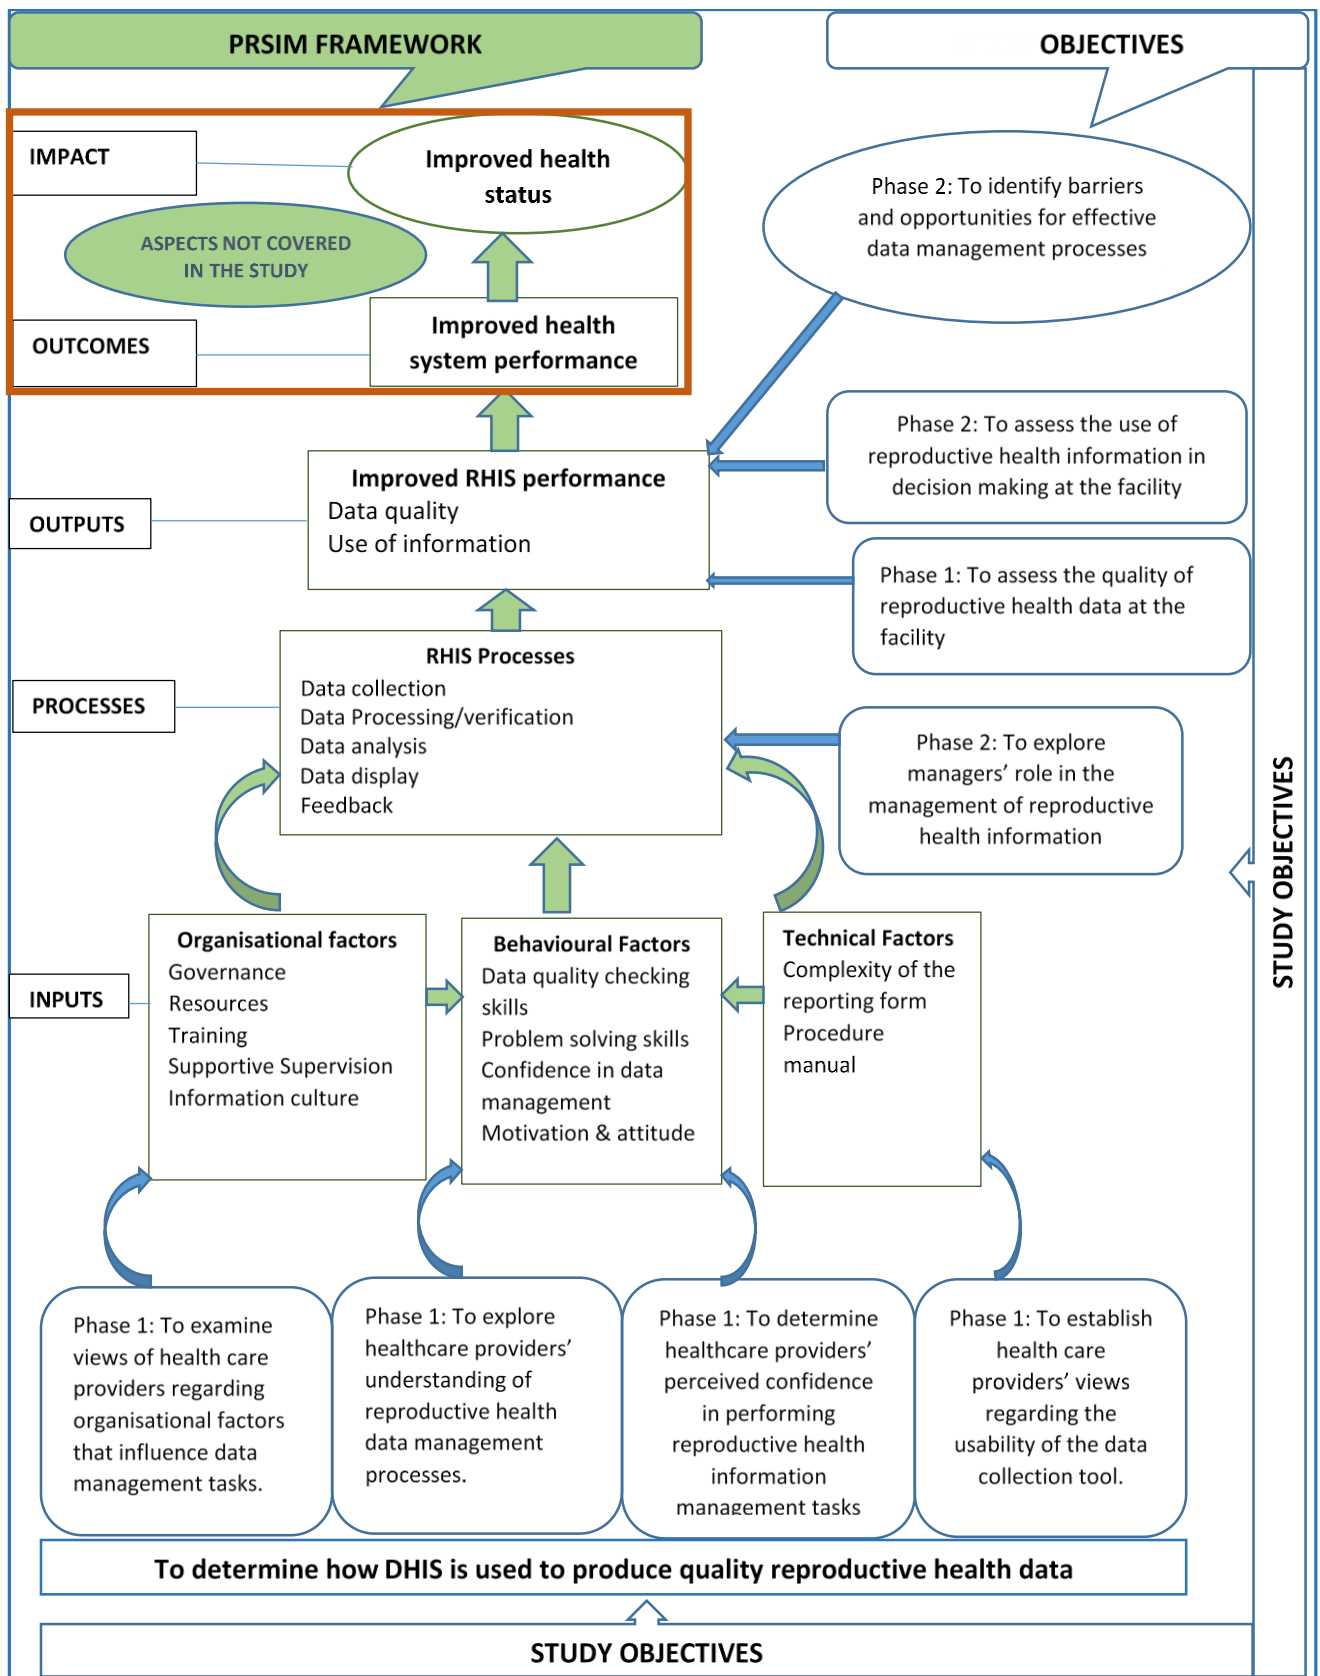 PRSIM FRAMEWORK
OBJECTIVES
IMPACT
Improved health
status
ASPECTS NOT COVERED
IN THE STUDY
OUTCOMES
Improved health
system performance
Phase 2: To identify barriers
and opportunities for effective
data management processes
Phase 2: To assess the use of
reproductive health information in
decision making at the facility
OUTPUTS
Improved RHIS performance
Data quality
Use of information
Phase 1: To assess the quality of
reproductive health data at the
facility
PROCESSES
RHIS Processes
Data collection
Data Processing/verification
Data analysis
Data display
Feedback
Phase 2: To explore
managers’ role in the
management of reproductive
health information
STUDY OBJECTIVES
INPUTS
Organisational factors
Governance
Resources
Training
Supportive Supervision
Information culture
Behavioural Factors
Data quality checking
skills
Problem solving skills
Confidence in data
management
Motivation & attitude
Technical Factors
Complexity of the
reporting form
Procedure
manual
Phase 1: To examine
views of health care
providers regarding
organisational factors
that influence data
management tasks.
Phase 1: To explore
healthcare providers’
understanding of
reproductive health
data management
processes.
Phase 1: To determine
healthcare providers’
perceived confidence
in performing
reproductive health
information
management tasks
Phase 1: To establish
health care
providers’ views
regarding the
usability of the data
collection tool.
To determine how DHIS is used to produce quality reproductive health data
STUDY OBJECTIVES